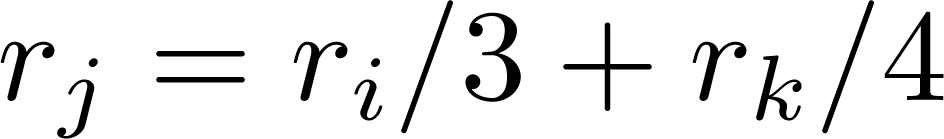 r_j = r_i/3 + r_k/4